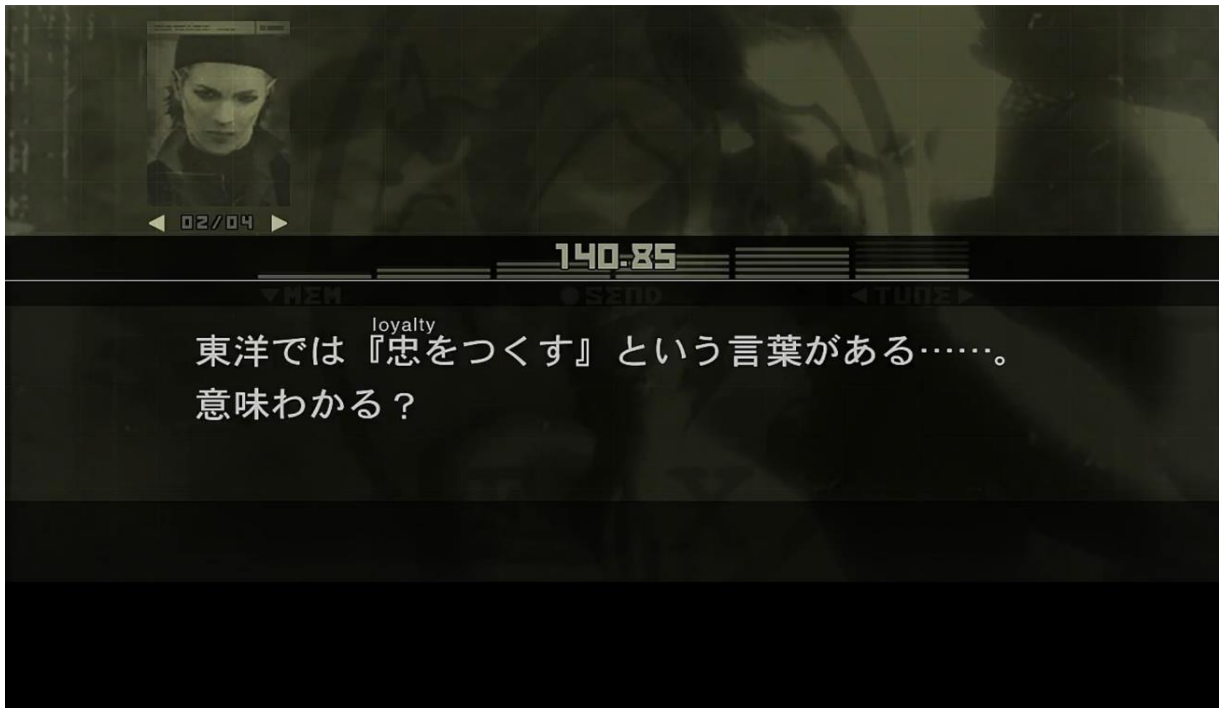 02/04
140.85
▼MEM
●SEND
◀TUNE▶
loyalty
東洋では『忠をつくす』という言葉がある……。
意味わかる？